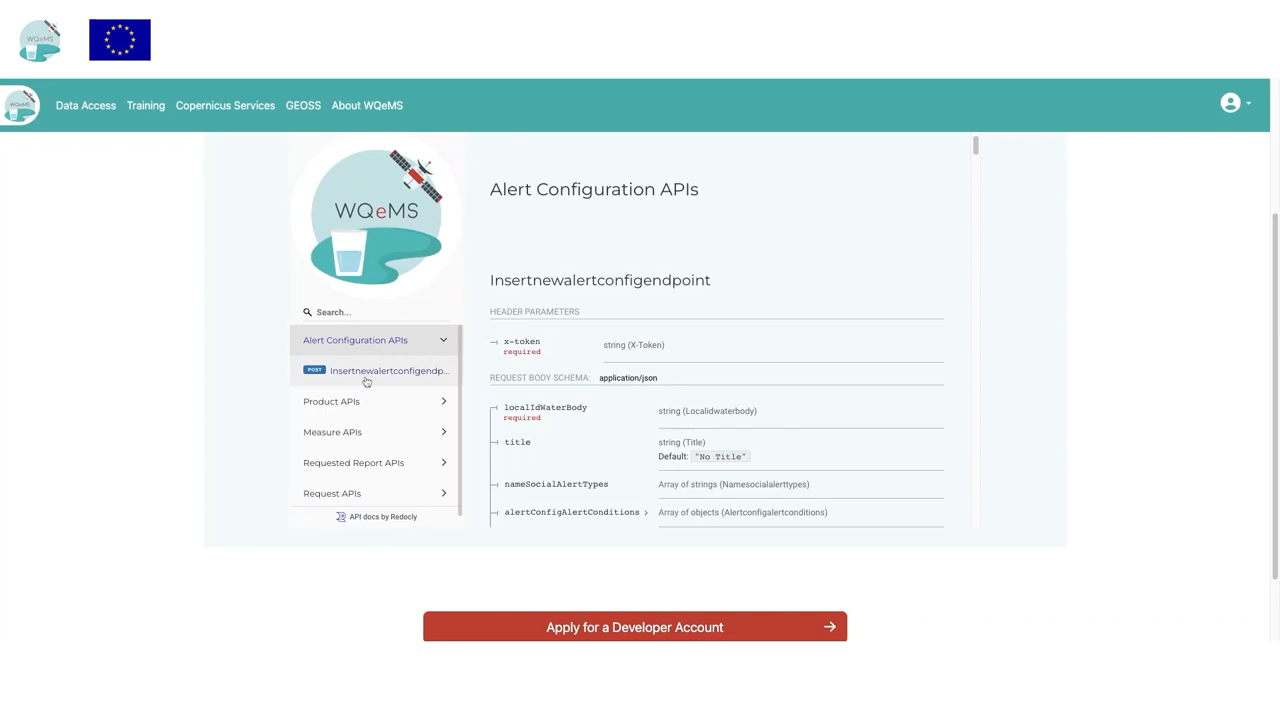 WQeMS
WQeMS
Data Access Training Copernicus Services GEOSS About WQeMS
WQeMS
Search...
Alert Configuration APIs
POST Insertnewalertconfigendp...
Product APIs
Measure APIs
Requested Report APIs
Request APIs
API docs by Redocly
Alert Configuration APIs
Insertnewalertconfigendpoint
HEADER PARAMETERS
x-token string (X-Token)
required
REQUEST BODY SCHEMA: application/json
localIdWaterBody string (Localidwaterbody)
required
title string (Title)
Default: "No Title"
nameSocialAlertTypes Array of strings (Namesocialalerttypes)
alertConfigAlertConditions > Array of objects (Alertconfigalertconditions)
Apply for a Developer Account →